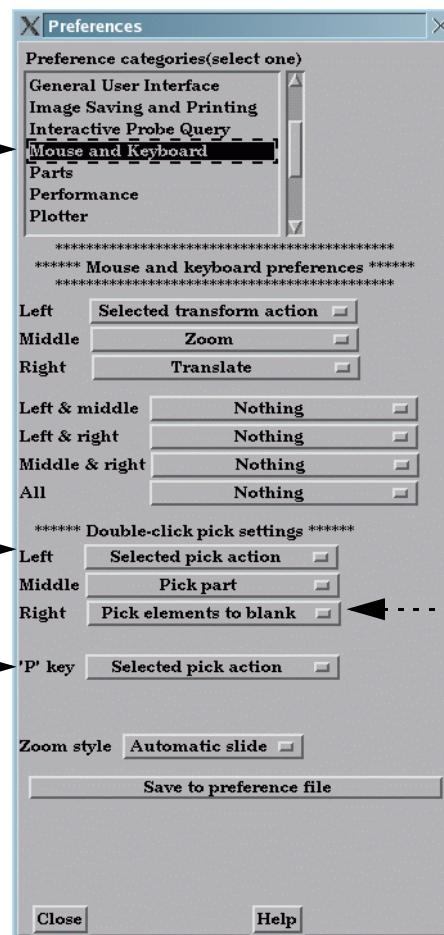 Preferences
Preference categories(select one)
General User Interface
Image Saving and Printing
Interactive Probe Query
Mouse and Keyboard
Parts
Performance
Plotter
********************************************
****** Mouse and keyboard preferences ******
********************************************
Left Selected transform action
Middle Zoom
Right Translate
Left & middle Nothing
Left & right Nothing
Middle & right Nothing
All Nothing
****** Double-click pick settings ******
Left Selected pick action
Middle Pick part
Right Pick elements to blank
'P' key Selected pick action
Zoom style Automatic slide
Save to preference file
Close Help